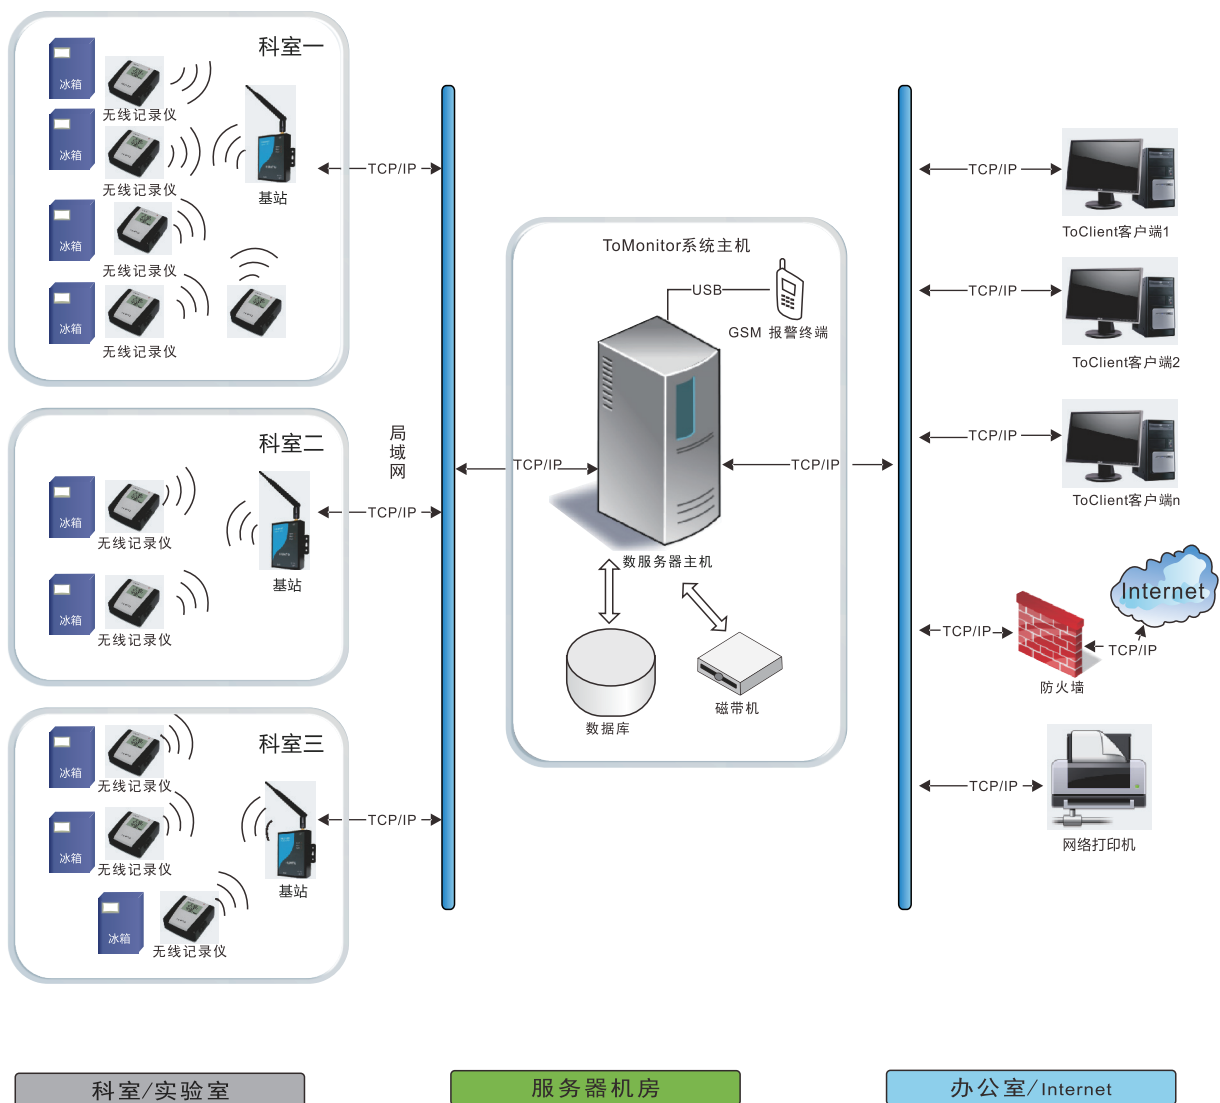 科室一
冰箱
无线记录仪
冰箱
无线记录仪
基站
冰箱
无线记录仪
冰箱
无线记录仪
TCP/IP
科室二
冰箱
无线记录仪
冰箱
无线记录仪
基站
TCP/IP
科室三
冰箱
无线记录仪
冰箱
无线记录仪
冰箱
无线记录仪
基站
TCP/IP
局
域
网
TCP/IP
ToMonitor系统主机
USB
GSM 报警终端
数服务器主机
数据库
磁带机
TCP/IP
TCP/IP
ToClient客户端1
TCP/IP
ToClient客户端2
TCP/IP
ToClient客户端n
TCP/IP
防火墙
TCP/IP
Internet
TCP/IP
网络打印机
科室/实验室
服务器机房
办公室/Internet